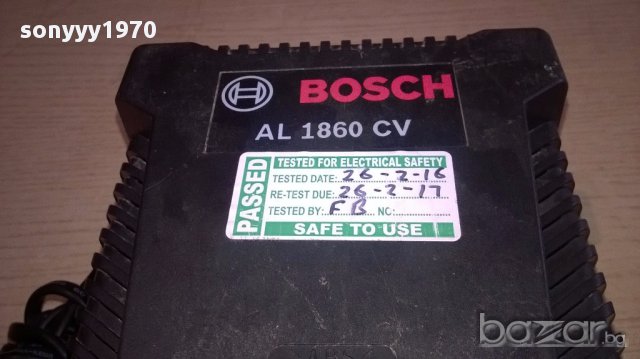 sonyyy1970
BOSCH
AL 1860 CV
PASSED
TESTED FOR ELECTRICAL SAFETY
TESTED DATE: 26-2-16
RE-TEST DUE: 26-2-17
TESTED BY: FB NO:
SAFE TO USE
bazar.bg